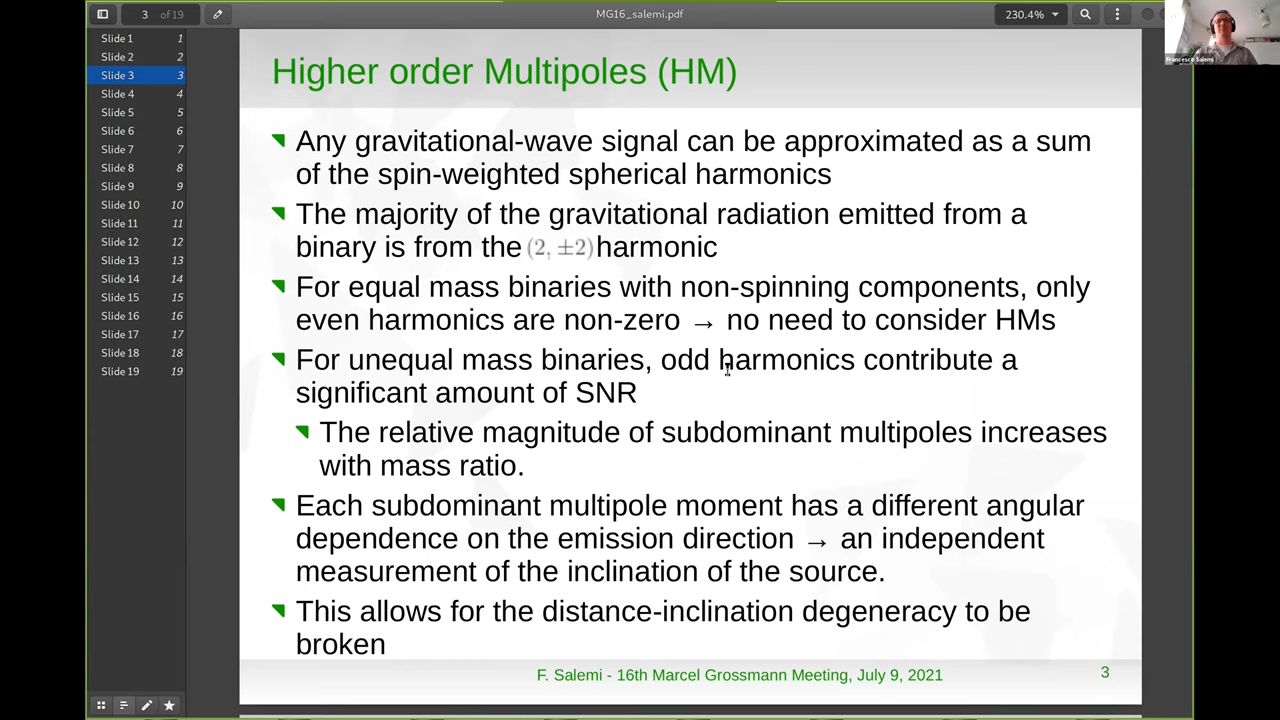 3 of 19
MG16_salemi.pdf
230.4%
Francesco Salemi
Slide 1 1
Slide 2 2
Slide 3 3
Slide 4 4
Slide 5 5
Slide 6 6
Slide 7 7
Slide 8 8
Slide 9 9
Slide 10 10
Slide 11 11
Slide 12 12
Slide 13 13
Slide 14 14
Slide 15 15
Slide 16 16
Slide 17 17
Slide 18 18
Slide 19 19
Higher order Multipoles (HM)
Any gravitational-wave signal can be approximated as a sum
of the spin-weighted spherical harmonics
The majority of the gravitational radiation emitted from a
binary is from the (2, ±2) harmonic
For equal mass binaries with non-spinning components, only
even harmonics are non-zero → no need to consider HMs
For unequal mass binaries, odd harmonics contribute a
significant amount of SNR
The relative magnitude of subdominant multipoles increases
with mass ratio.
Each subdominant multipole moment has a different angular
dependence on the emission direction → an independent
measurement of the inclination of the source.
This allows for the distance-inclination degeneracy to be
broken
F. Salemi - 16th Marcel Grossmann Meeting, July 9, 2021
3